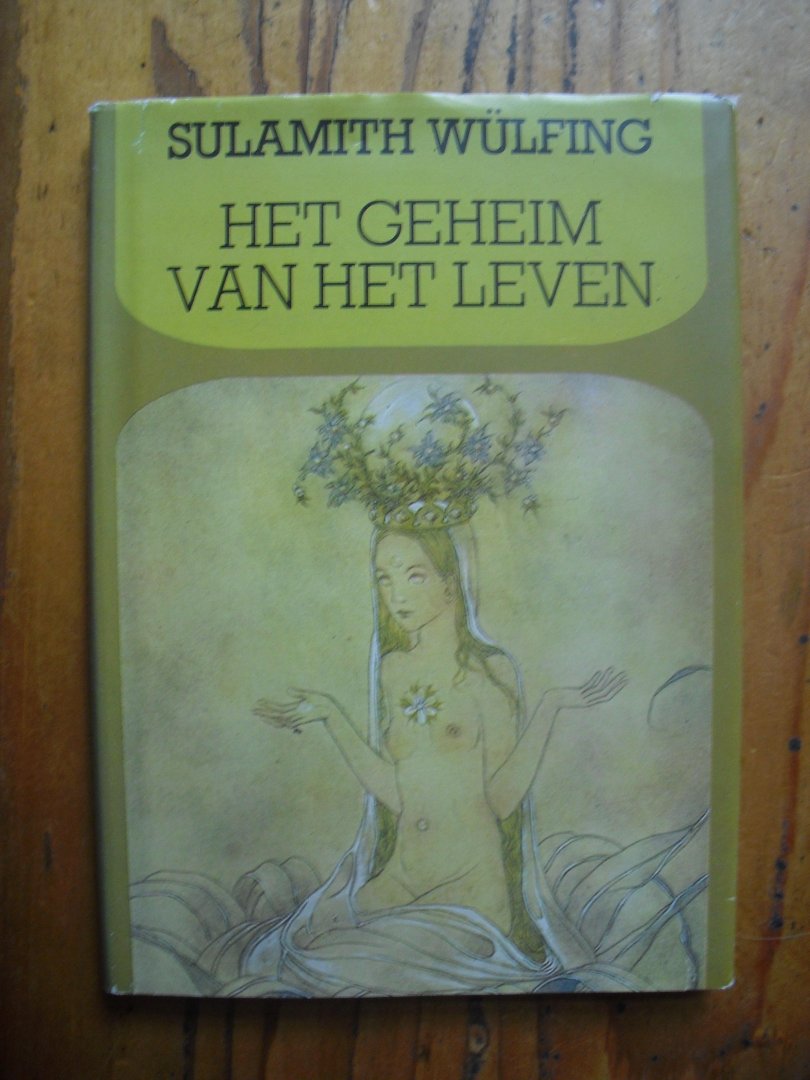 SULAMITH WÜLFING
HET GEHEIM
VAN HET LEVEN